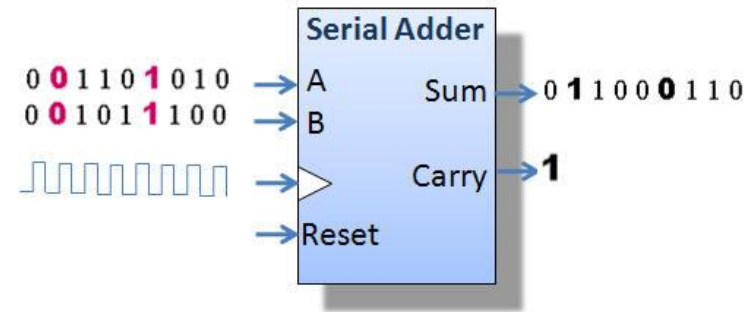 Serial Adder
0 0 1 1 0 1 0 1 0
A
Sum
0 1 1 0 0 0 1 1 0
0 0 1 0 1 1 1 0 0
B
Carry
1
Reset